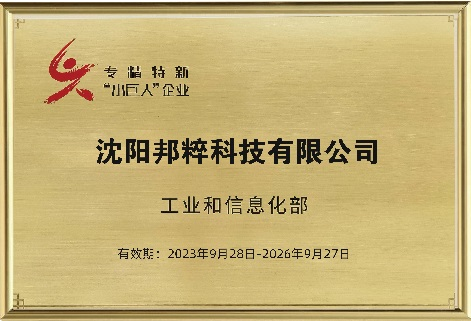 专精特新
“小巨人”企业
沈阳邦粹科技有限公司
工业和信息化部
有效期：2023年9月28日-2026年9月27日